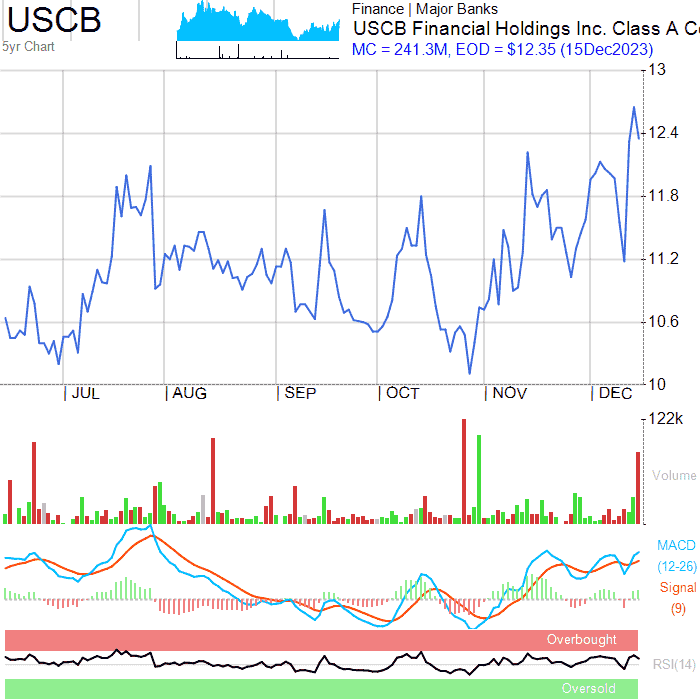 USCB
5yr Chart
Finance | Major Banks
USCB Financial Holdings Inc. Class A Co
MC = 241.3M, EOD = $12.35 (15Dec2023)
13
12.4
11.8
11.2
10.6
10
JUL AUG SEP OCT NOV DEC
122k
Volume
MACD
(12-26)
Signal
(9)
Overbought
RSI(14)
Oversold